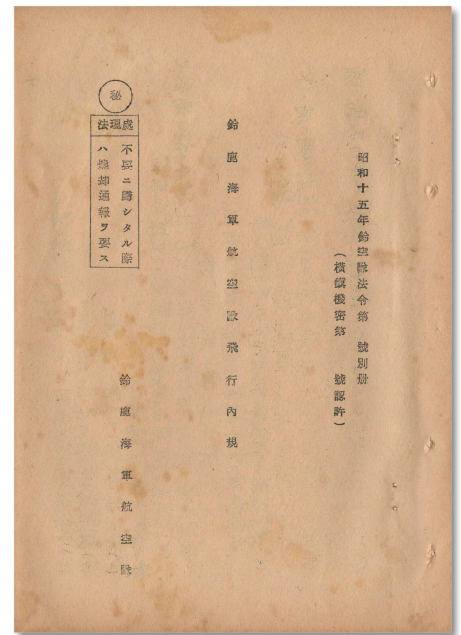 昭和十五年鈴空隊法令第　號別冊
（横鎮機密第　　號認許）
鈴鹿海軍航空隊飛行內規
秘
處理法
不要ニ歸シタル際
ハ燒却通報ヲ要ス
鈴鹿海軍航空隊